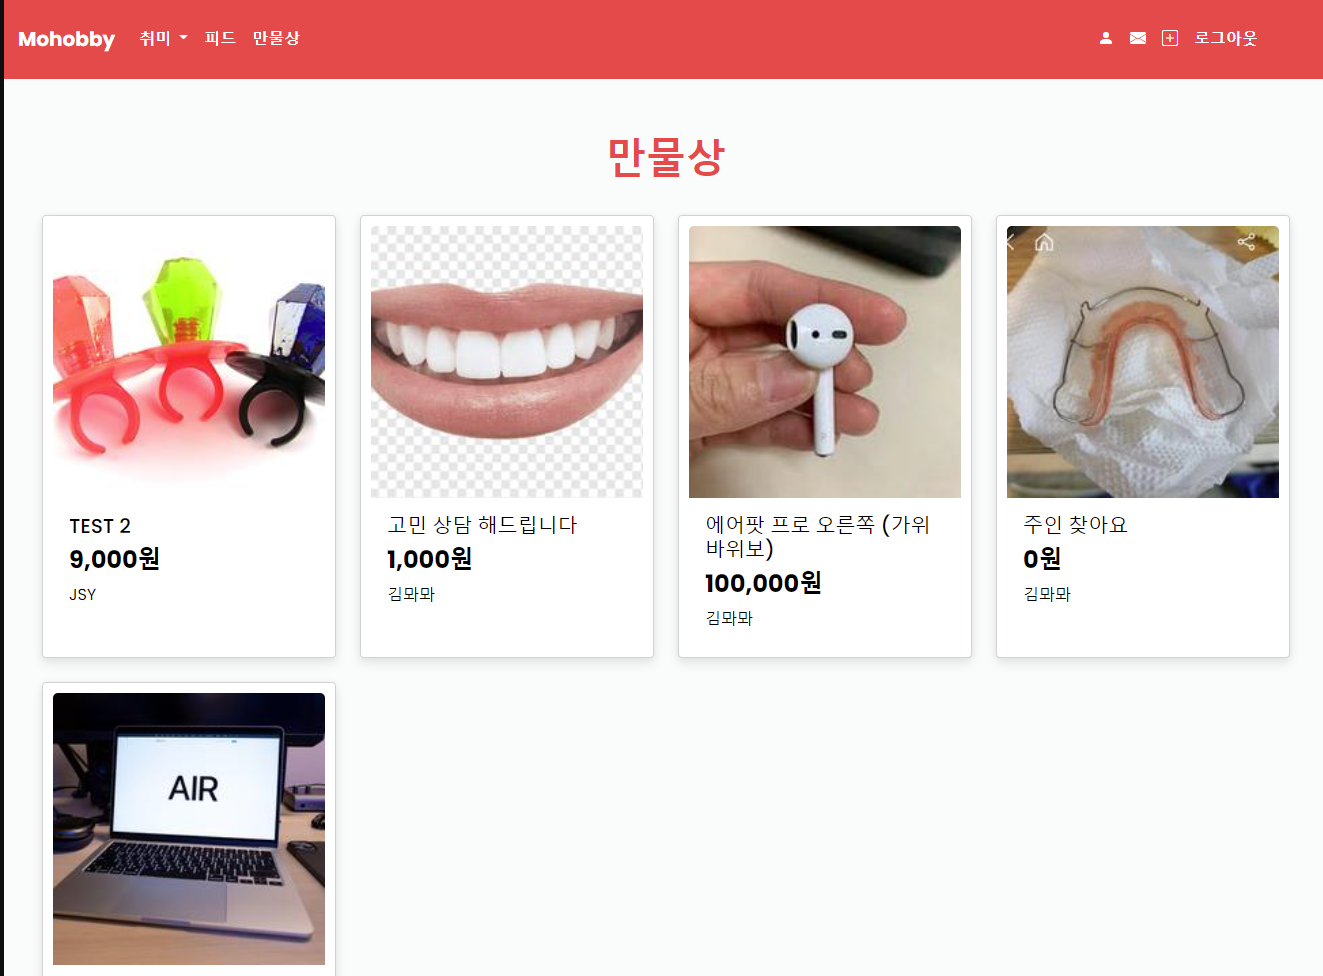 Mohobby 취미 피드 만물상 로그아웃
만물상
TEST 2
9,000원
JSY
고민 상담 해드립니다
1,000원
김뫄뫄
에어팟 프로 오른쪽 (가위
바위보)
100,000원
김뫄뫄
주인 찾아요
0원
김뫄뫄
AIR